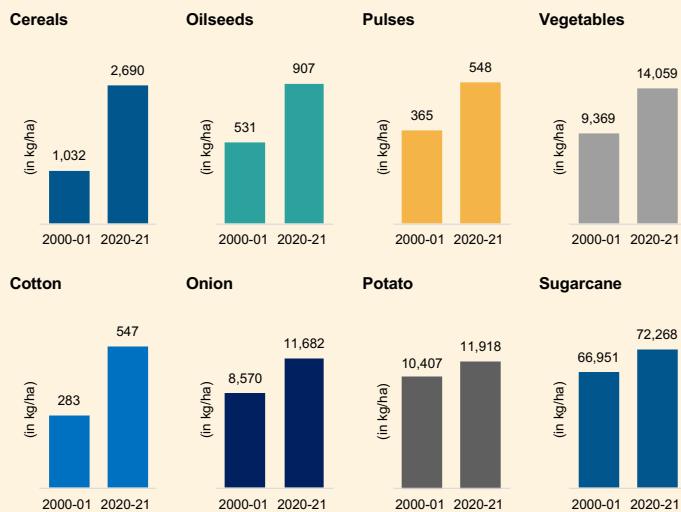 Cereals
2,690
1,032
(in kg/ha)
2000-01 2020-21
Oilseeds
907
531
(in kg/ha)
2000-01 2020-21
Pulses
548
365
(in kg/ha)
2000-01 2020-21
Vegetables
14,059
9,369
(in kg/ha)
2000-01 2020-21
Cotton
547
283
(in kg/ha)
2000-01 2020-21
Onion
11,682
8,570
(in kg/ha)
2000-01 2020-21
Potato
11,918
10,407
(in kg/ha)
2000-01 2020-21
Sugarcane
72,268
66,951
(in kg/ha)
2000-01 2020-21